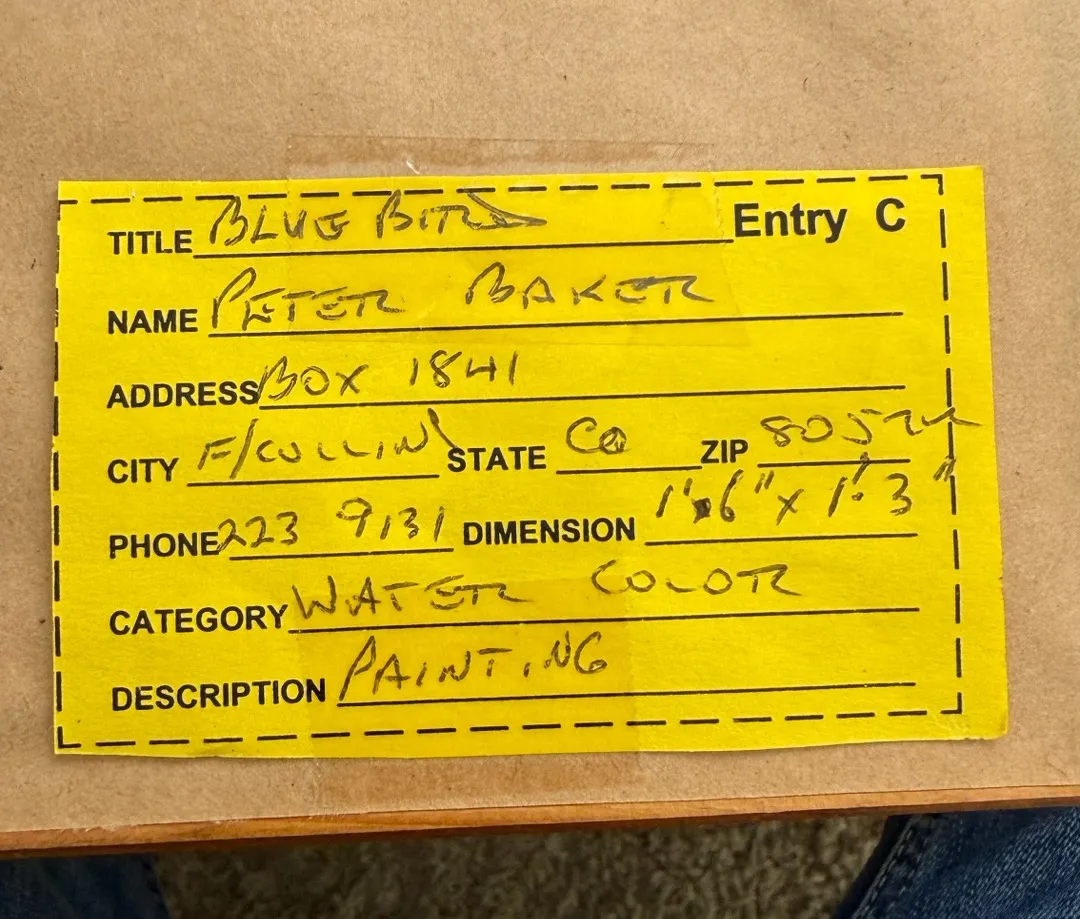 TITLE BLUE BIRD Entry C
NAME PETER BAKER
ADDRESS BOX 1841
CITY F/COLLINS STATE CO ZIP 80522
PHONE 223 9131 DIMENSION 1'6" x 1'3"
CATEGORY WATER COLOR
DESCRIPTION PAINTING